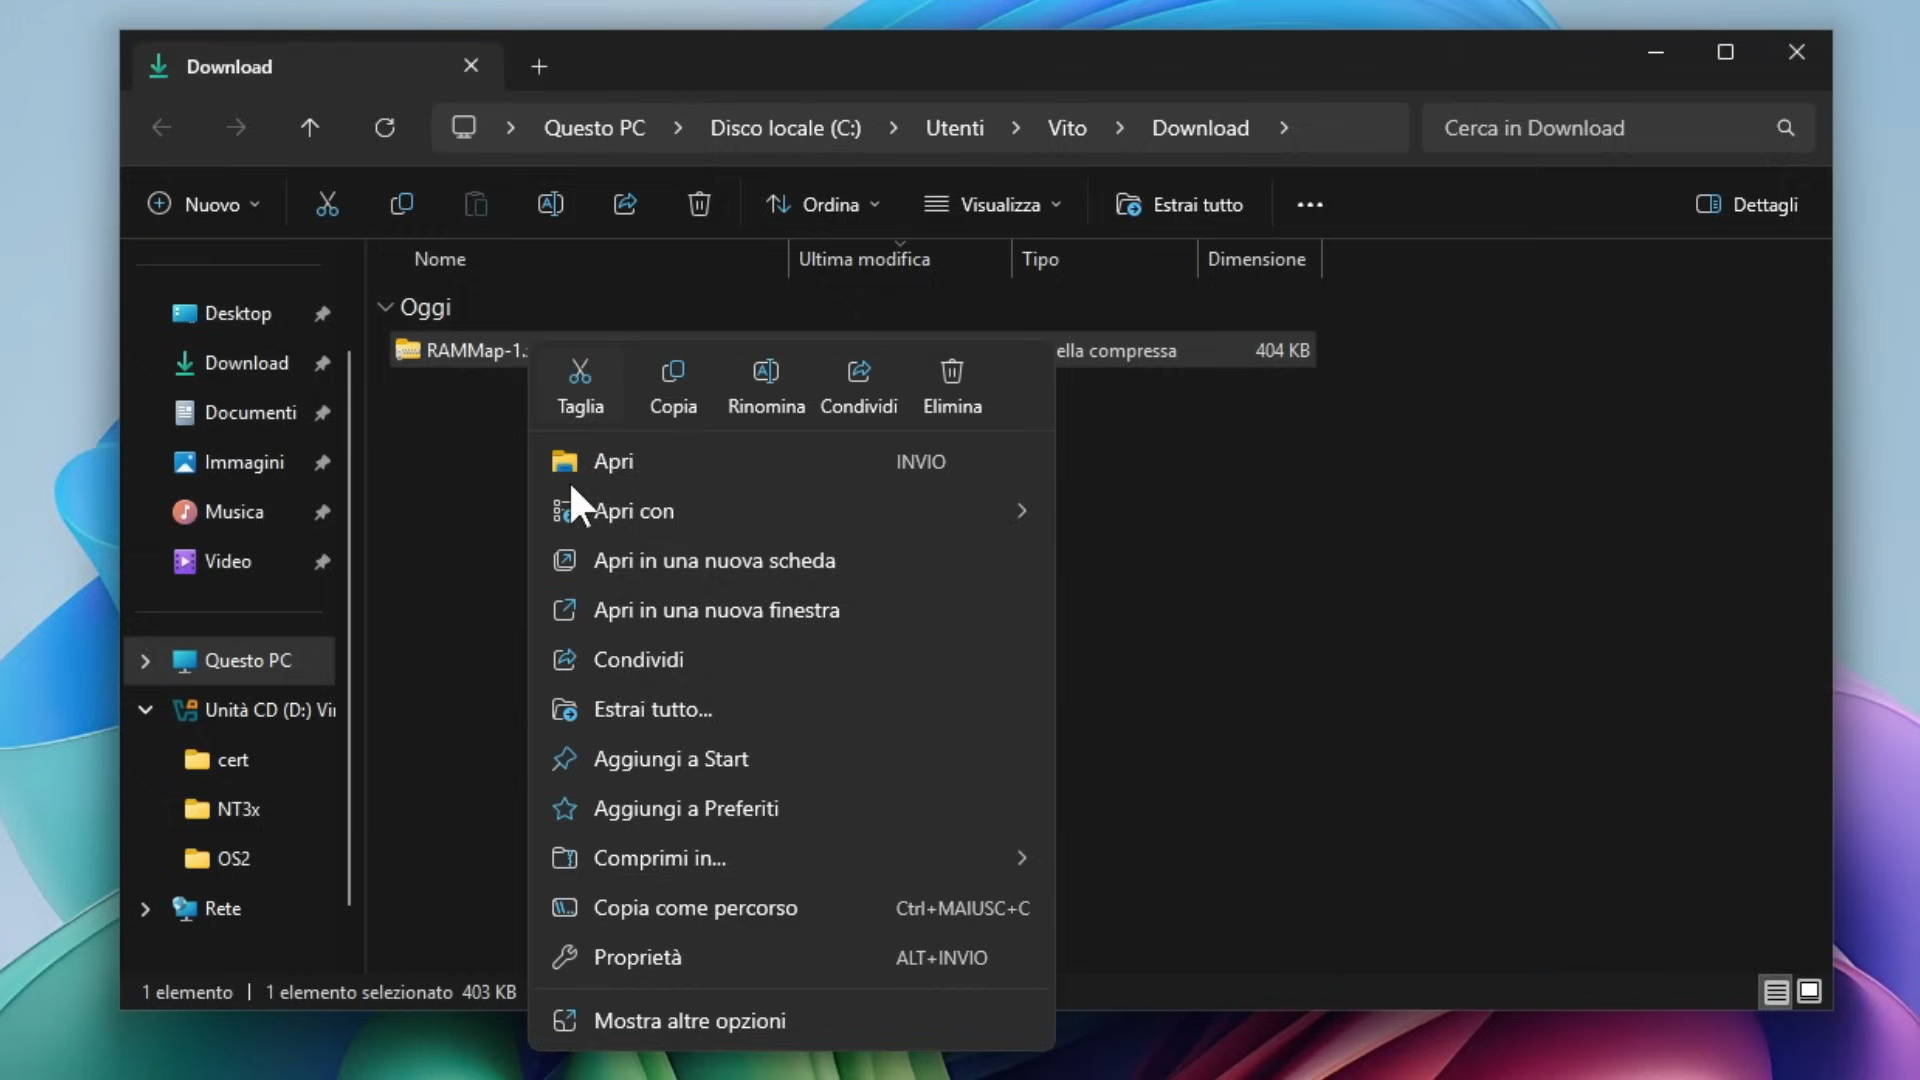 Download
Questo PC
Disco locale (C:)
Utenti
Vito
Download
Cerca in Download
Nuovo
Ordina
Visualizza
Estrai tutto
Dettagli
Nome
Ultima modifica
Tipo
Dimensione
Oggi
RAMMap-1.
ella compressa
404 KB
Desktop
Download
Documenti
Immagini
Musica
Video
Questo PC
Unità CD (D:)
cert
NT3x
OS2
Rete
Taglia
Copia
Rinomina
Condividi
Elimina
Apri INVIO
Apri con
Apri in una nuova scheda
Apri in una nuova finestra
Condividi
Estrai tutto...
Aggiungi a Start
Aggiungi a Preferiti
Comprimi in...
Copia come percorso Ctrl+MAIUSC+C
Proprietà ALT+INVIO
Mostra altre opzioni
1 elemento | 1 elemento selezionato 403 KB